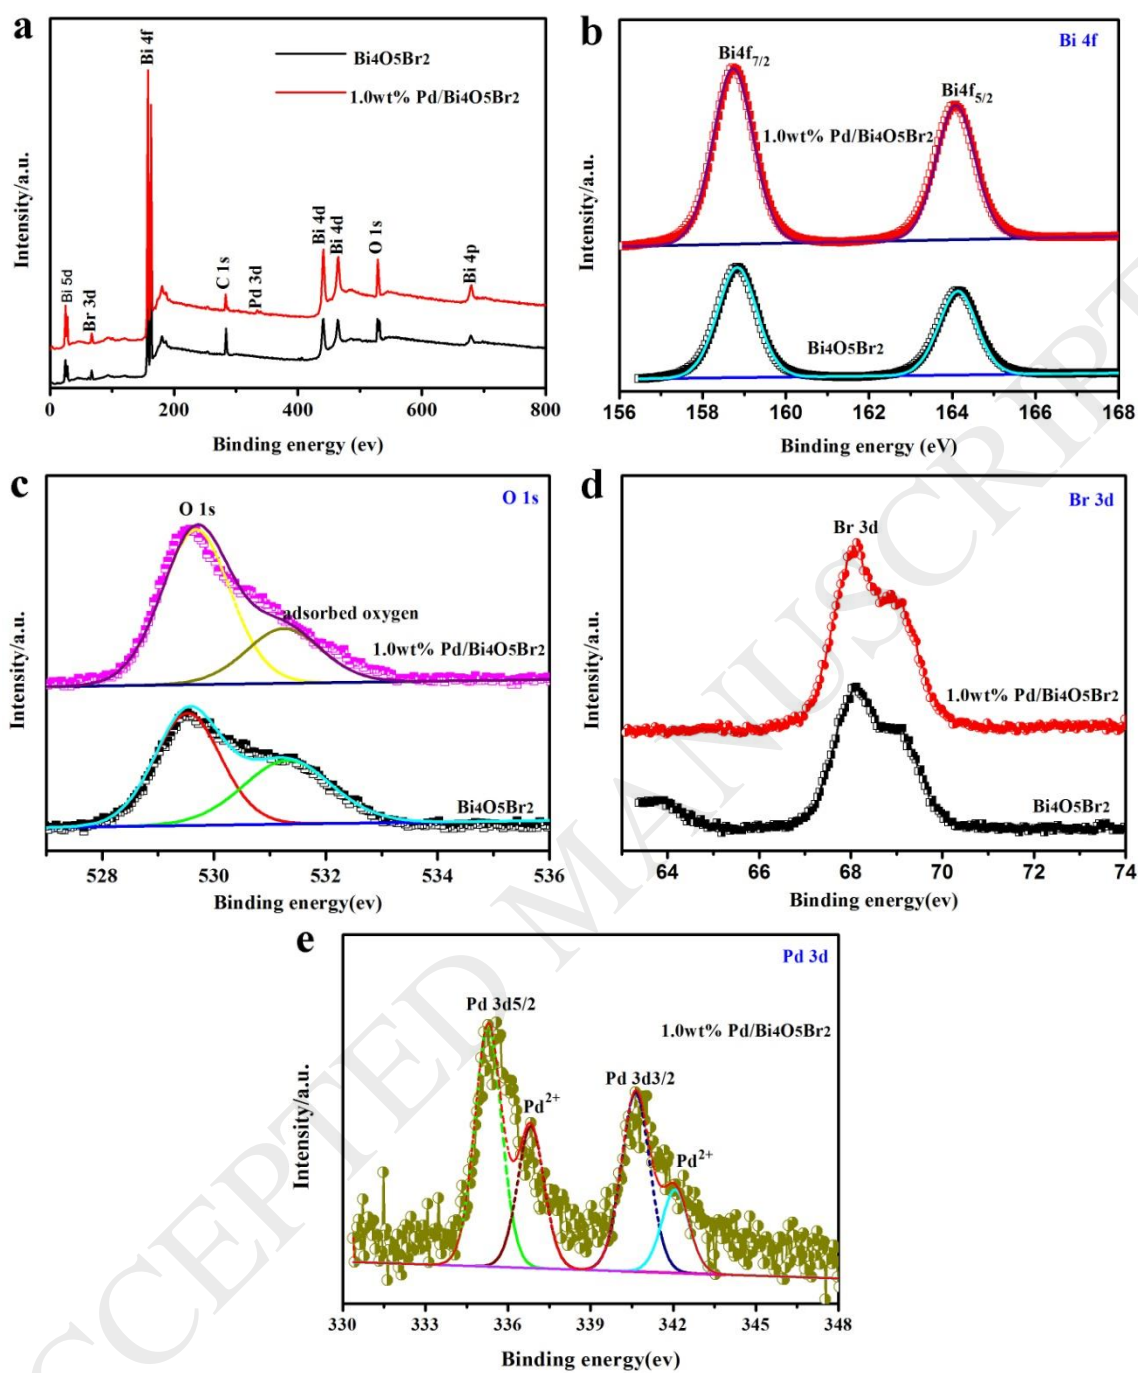 a
Bi 4f
Bi4O5Br2
1.0wt% Pd/Bi4O5Br2
Bi 5d
Br 3d
C 1s
Pd 3d
Bi 4d
Bi 4d
O 1s
Bi 4p
Intensity/a.u.
0 200 400 600 800
Binding energy (ev)
b
Bi 4f
Bi4f7/2
Bi4f5/2
1.0wt% Pd/Bi4O5Br2
Bi4O5Br2
Intensity/a.u.
156 158 160 162 164 166 168
Binding energy (eV)
c
O 1s
O 1s
adsorbed oxygen
1.0wt% Pd/Bi4O5Br2
Bi4O5Br2
Intensity/a.u.
528 530 532 534 536
Binding energy(ev)
d
Br 3d
Br 3d
1.0wt% Pd/Bi4O5Br2
Bi4O5Br2
Intensity/a.u.
64 66 68 70 72 74
Binding energy(ev)
e
Pd 3d
Pd 3d5/2
1.0wt% Pd/Bi4O5Br2
Pd 3d3/2
Pd2+
Pd2+
Intensity/a.u.
330 333 336 339 342 345 348
Binding energy(ev)
CCEPTED MANUSCRIPT